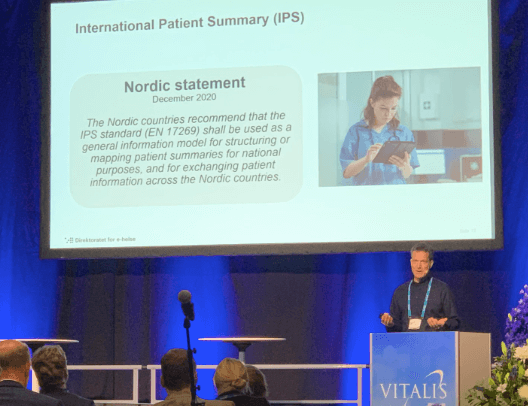 International Patient Summary (IPS)
Nordic statement
December 2020
The Nordic countries recommend that the
IPS standard (EN 17269) shall be used as a
general information model for structuring or
mapping patient summaries for national
purposes, and for exchanging patient
information across the Nordic countries.
Direktoratet for e-helse
VITALIS